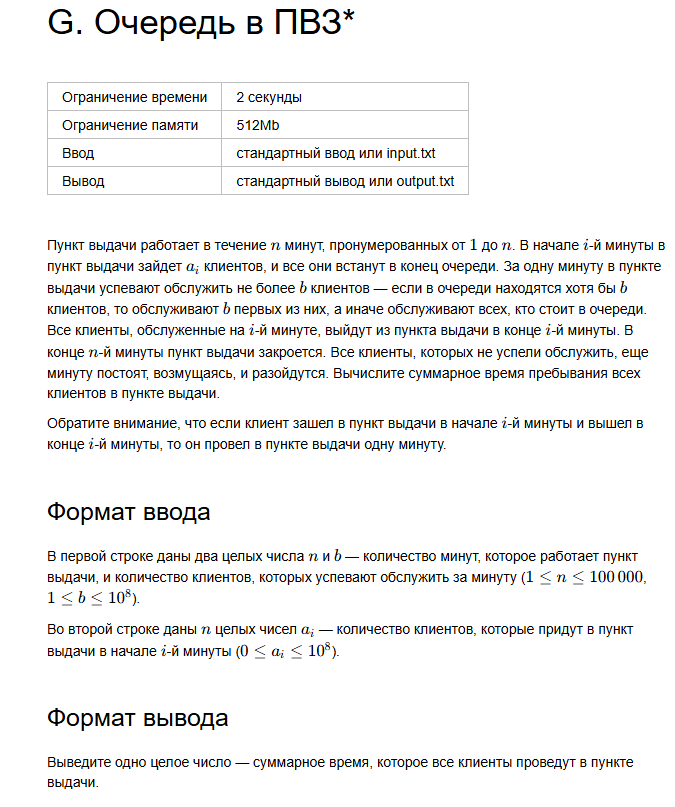 G. Очередь в ПВЗ*
Ограничение времени 2 секунды
Ограничение памяти 512Mb
Ввод стандартный ввод или input.txt
Вывод стандартный вывод или output.txt
Пункт выдачи работает в течение n минут, пронумерованных от 1 до n. В начале i-й минуты в
пункт выдачи зайдет a_i клиентов, и все они встанут в конец очереди. За одну минуту в пункте
выдачи успевают обслужить не более b клиентов — если в очереди находятся хотя бы b
клиентов, то обслуживают b первых из них, а иначе обслуживают всех, кто стоит в очереди.
Все клиенты, обслуженные на i-й минуте, выйдут из пункта выдачи в конце i-й минуты. В
конце n-й минуты пункт выдачи закроется. Все клиенты, которых не успели обслужить, еще
минуту постоят, возмущаясь, и разойдутся. Вычислите суммарное время пребывания всех
клиентов в пункте выдачи.
Обратите внимание, что если клиент зашел в пункт выдачи в начале i-й минуты и вышел в
конце i-й минуты, то он провел в пункте выдачи одну минуту.
Формат ввода
В первой строке даны два целых числа n и b — количество минут, которое работает пункт
выдачи, и количество клиентов, которых успевают обслужить за минуту (1 ≤ n ≤ 100 000,
1 ≤ b ≤ 10^8).
Во второй строке даны n целых чисел a_i — количество клиентов, которые придут в пункт
выдачи в начале i-й минуты (0 ≤ a_i ≤ 10^8).
Формат вывода
Выведите одно целое число — суммарное время, которое все клиенты проведут в пункте
выдачи.